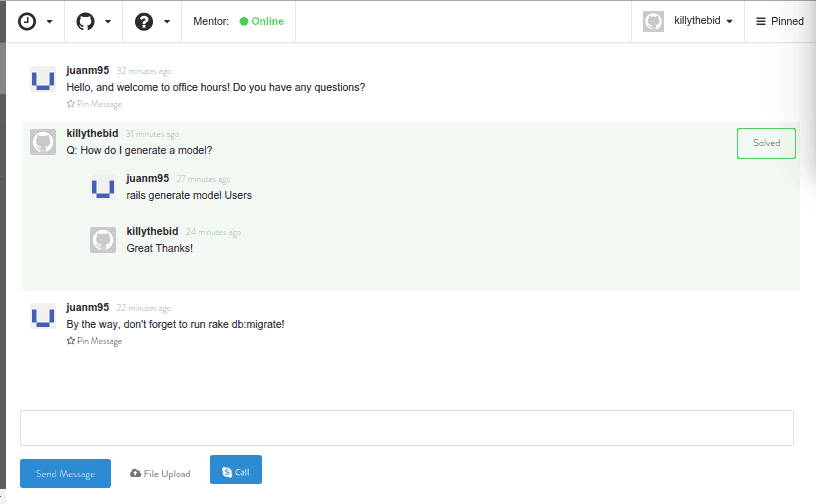 Mentor: Online killythebid Pinned
juanm95 32 minutes ago
Hello, and welcome to office hours! Do you have any questions?
Pin Message
killythebid 31 minutes ago
Solved
Q: How do I generate a model?
juanm95 27 minutes ago
rails generate model Users
killythebid 24 minutes ago
Great Thanks!
juanm95 22 minutes ago
By the way, don't forget to run rake db:migrate!
Pin Message
Send Message File Upload Call